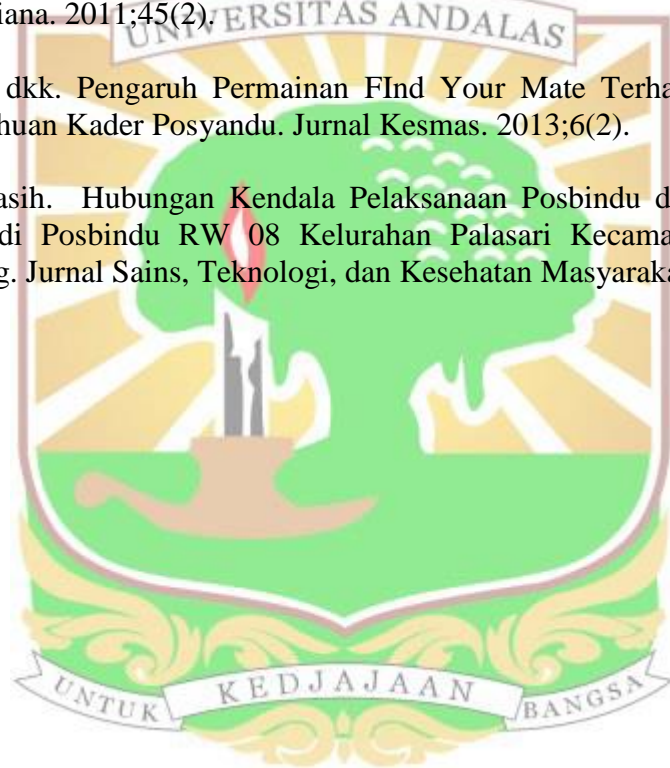 iana. 2011;45(2).
UNIVERSITAS ANDALAS
dkk. Pengaruh Permainan FInd Your Mate Terha
huan Kader Posyandu. Jurnal Kesmas. 2013;6(2).
asih. Hubungan Kendala Pelaksanaan Posbindu d
di Posbindu RW 08 Kelurahan Palasari Kecama
g. Jurnal Sains, Teknologi, dan Kesehatan Masyaraka
UNTUK KEDJAJAAN BANGSA